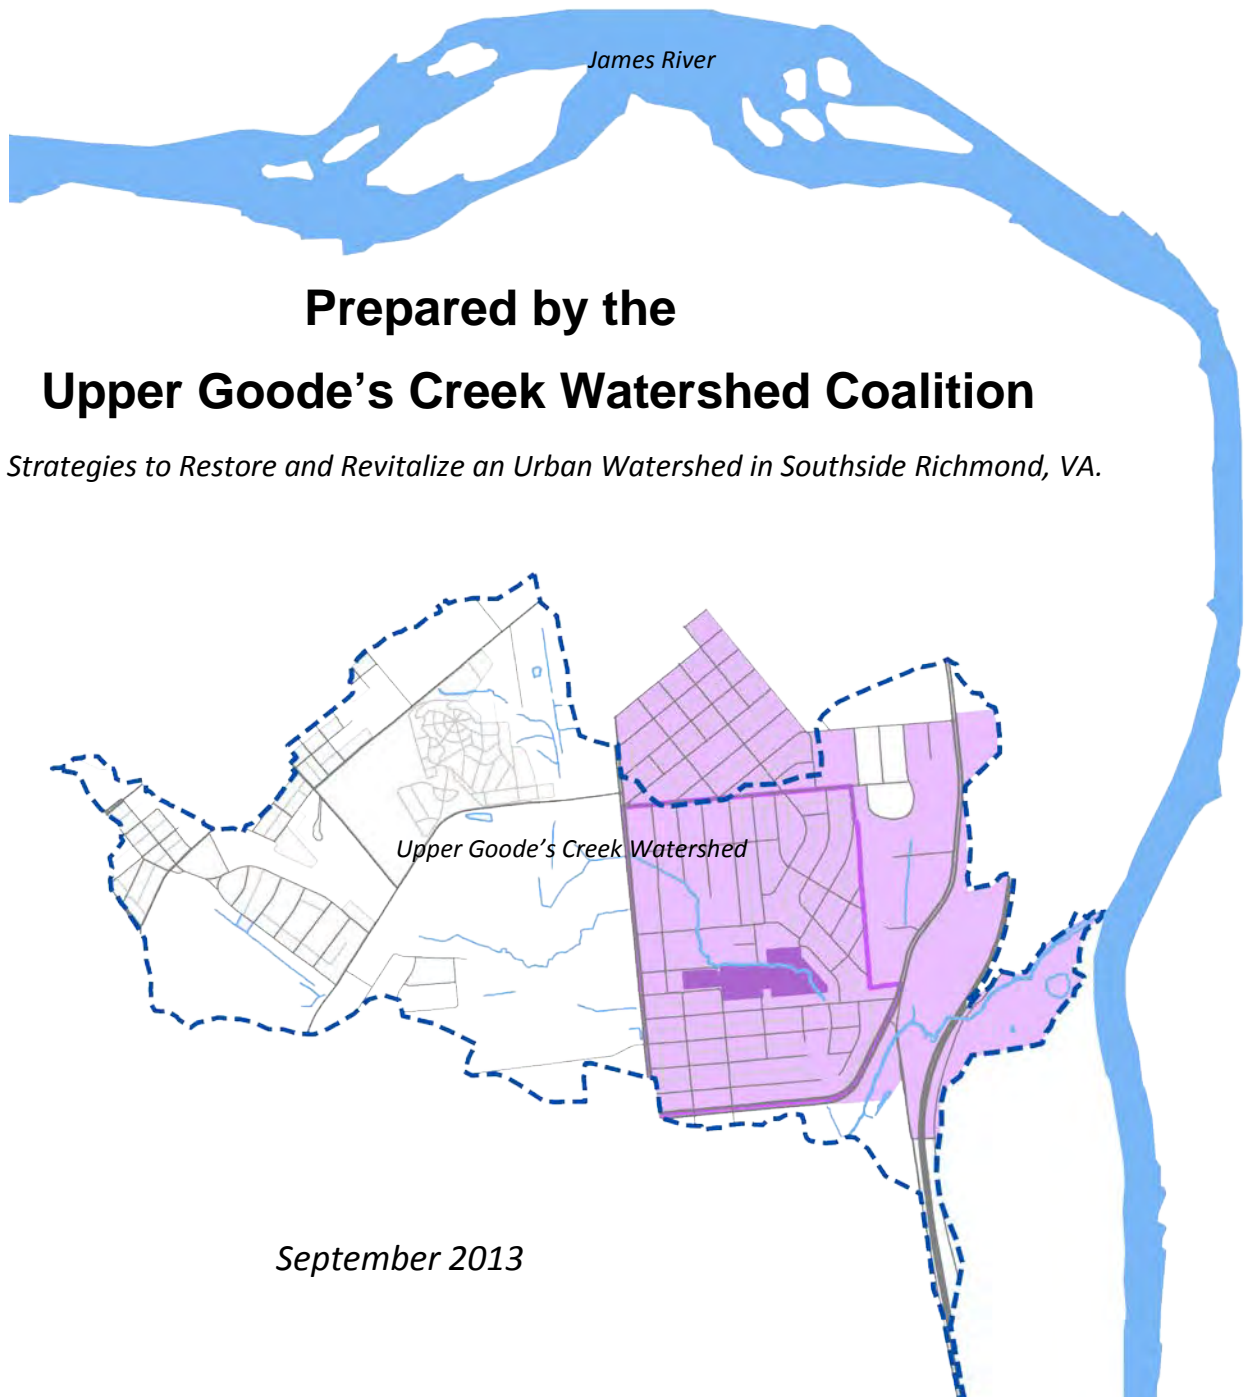 James River
Prepared by the
Upper Goode’s Creek Watershed Coalition
Strategies to Restore and Revitalize an Urban Watershed in Southside Richmond, VA.
Upper Goode’s Creek Watershed
September 2013